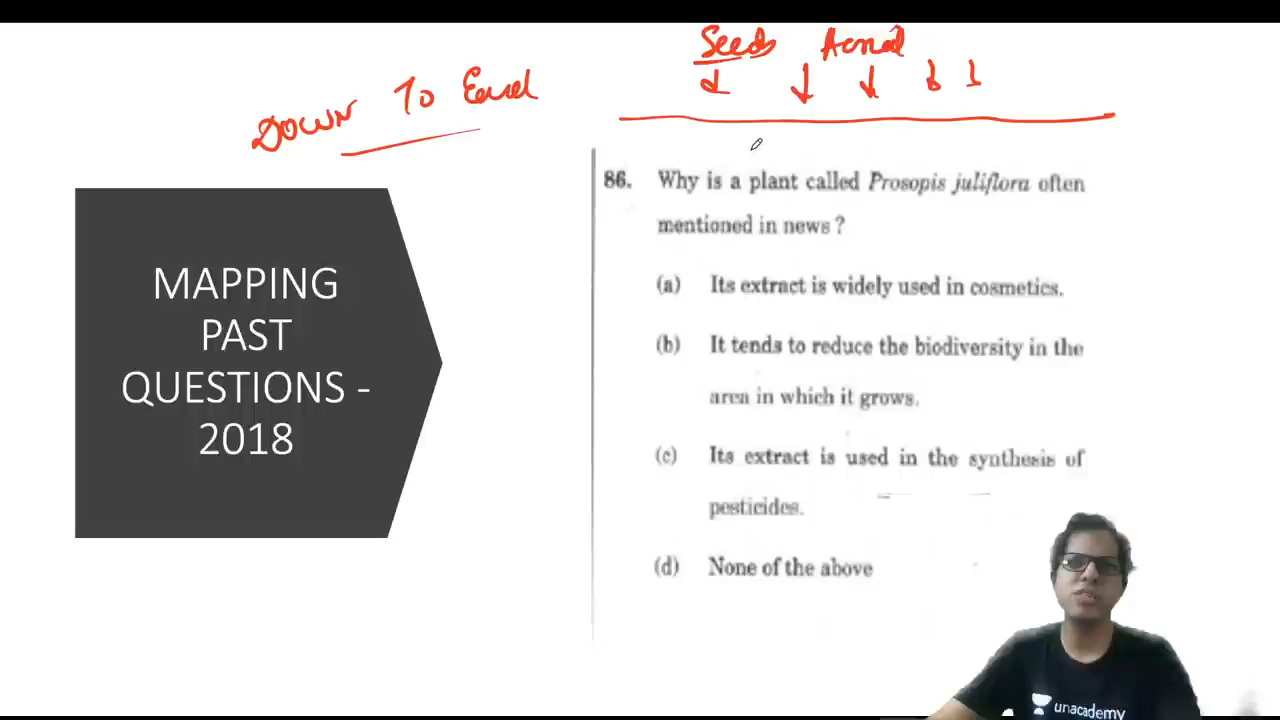 Seeds Aerial
DOWN TO Earth
MAPPING
PAST
QUESTIONS -
2018
86. Why is a plant called Prosopis juliflora often
mentioned in news ?
(a) Its extract is widely used in cosmetics.
(b) It tends to reduce the biodiversity in the
area in which it grows.
(c) Its extract is used in the synthesis of
pesticides.
(d) None of the above
unacademy